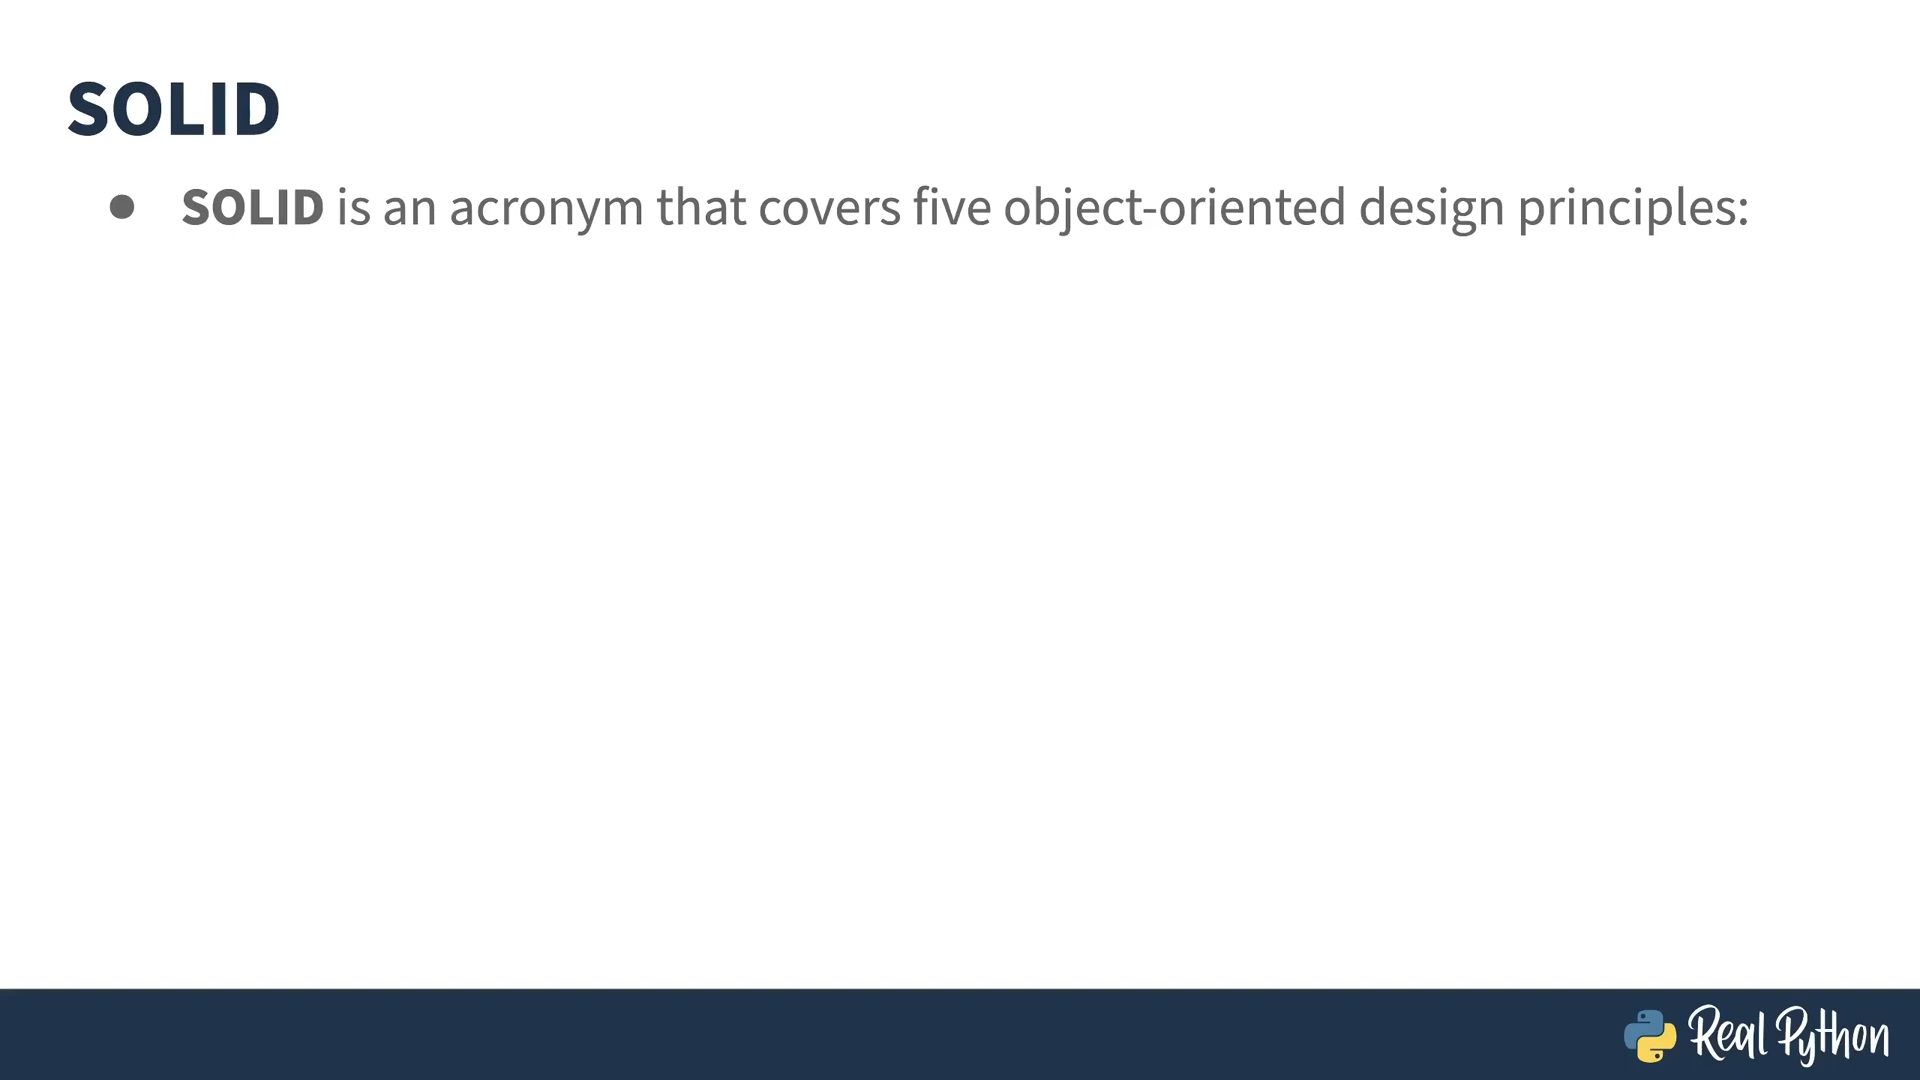 SOLID
● SOLID is an acronym that covers five object-oriented design principles:
Real Python